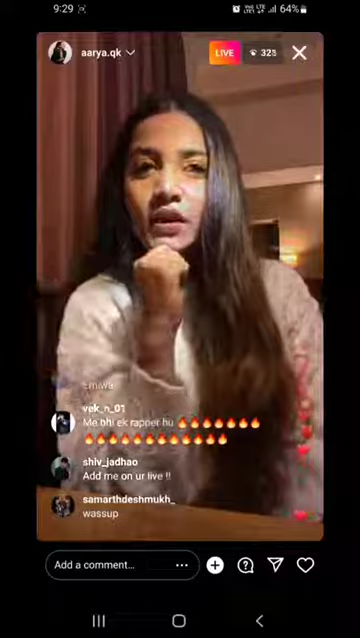 9:29
64%
aarya.qk
LIVE
325
Emiwa
vek_n_01
Me bhi ek rapper hu 🔥🔥🔥🔥🔥🔥🔥
🔥🔥🔥🔥🔥🔥🔥🔥🔥🔥🔥🔥
shiv_jadhao
Add me on ur live !!
samarthdeshmukh_
wassup
Add a comment...